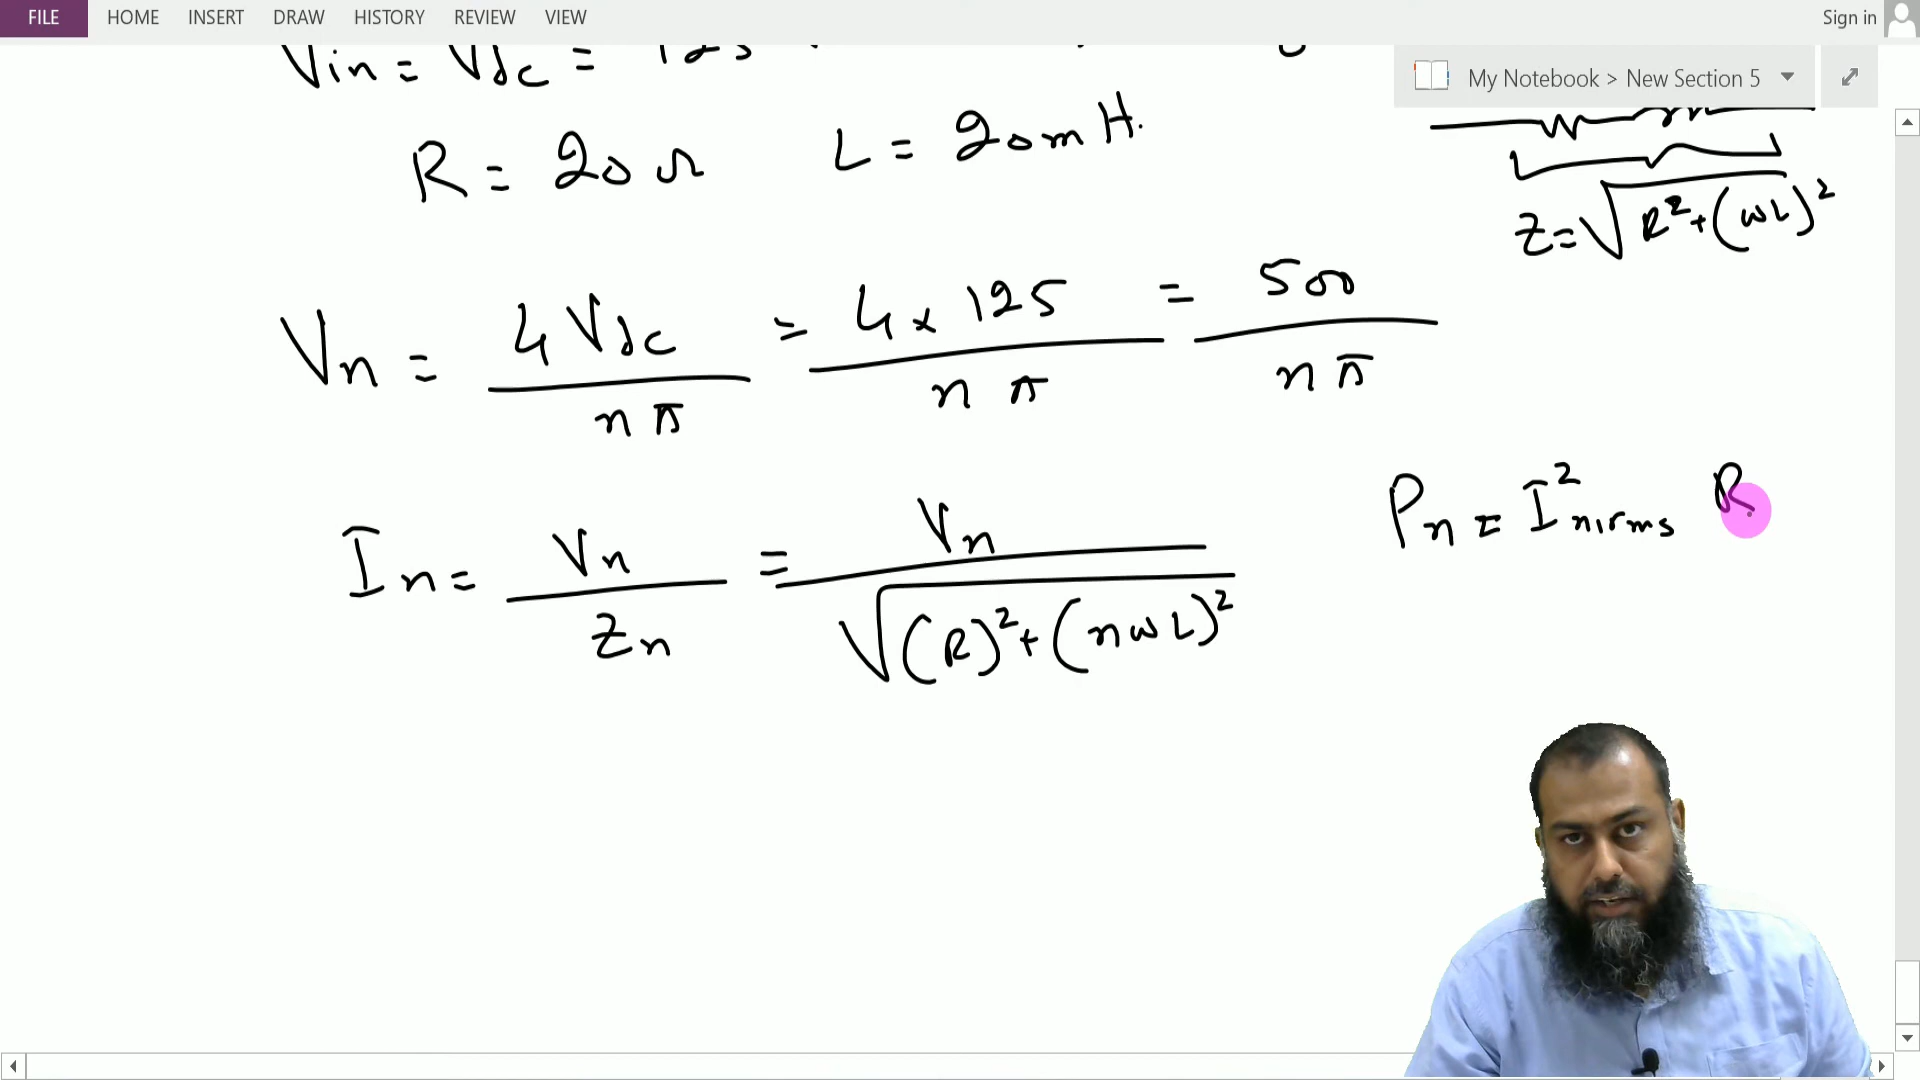 FILE HOME INSERT DRAW HISTORY REVIEW VIEW Sign in
My Notebook > New Section 5
Vin = Vdc = 125
R = 20 Ω L = 20mH.
Z = √R²+(ωL)²
Vn = 4Vdc / nπ = 4 x 125 / nπ = 500 / nπ
Pn = I²n,rms R
In = Vn / Zn = Vn / √(R)²+(nωL)²